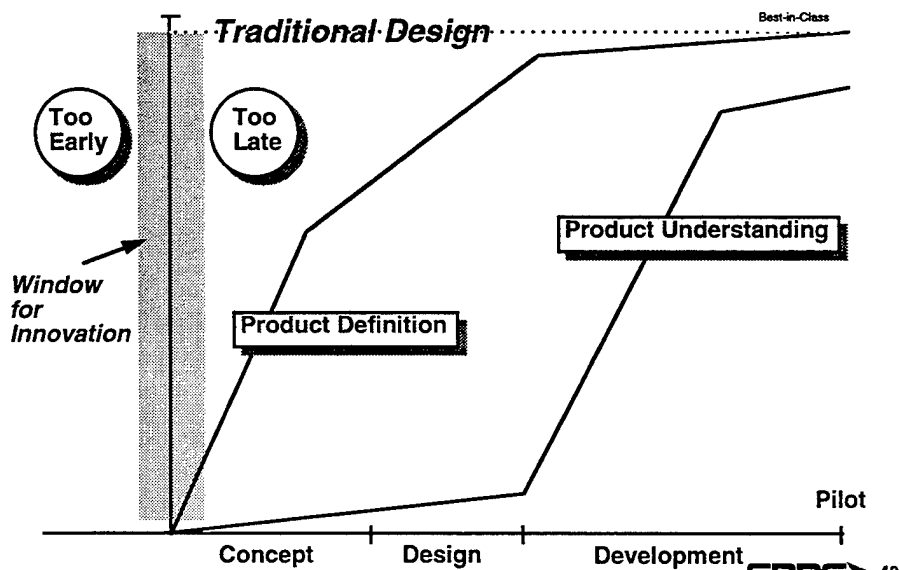 Traditional Design
Best-in-Class
Too
Early
Too
Late
Product Understanding
Window
for
Innovation
Product Definition
Pilot
Concept
Design
Development